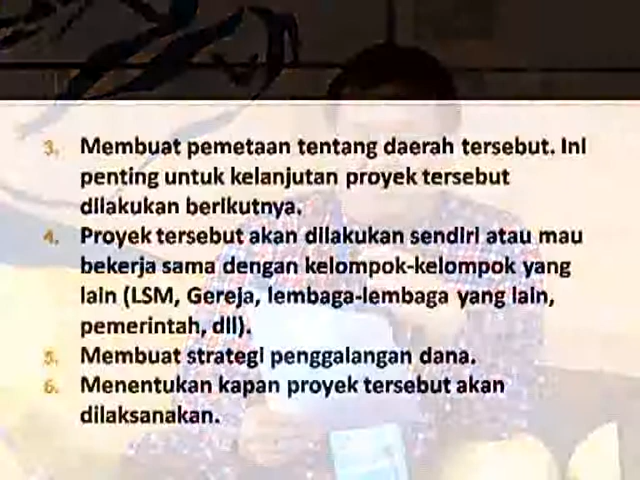 3. Membuat pemetaan tentang daerah tersebut. Ini
penting untuk kelanjutan proyek tersebut
dilakukan berikutnya.
4. Proyek tersebut akan dilakukan sendiri atau mau
bekerja sama dengan kelompok-kelompok yang
lain (LSM, Gereja, lembaga-lembaga yang lain,
pemerintah, dll).
5. Membuat strategi penggalangan dana.
6. Menentukan kapan proyek tersebut akan
dilaksanakan.